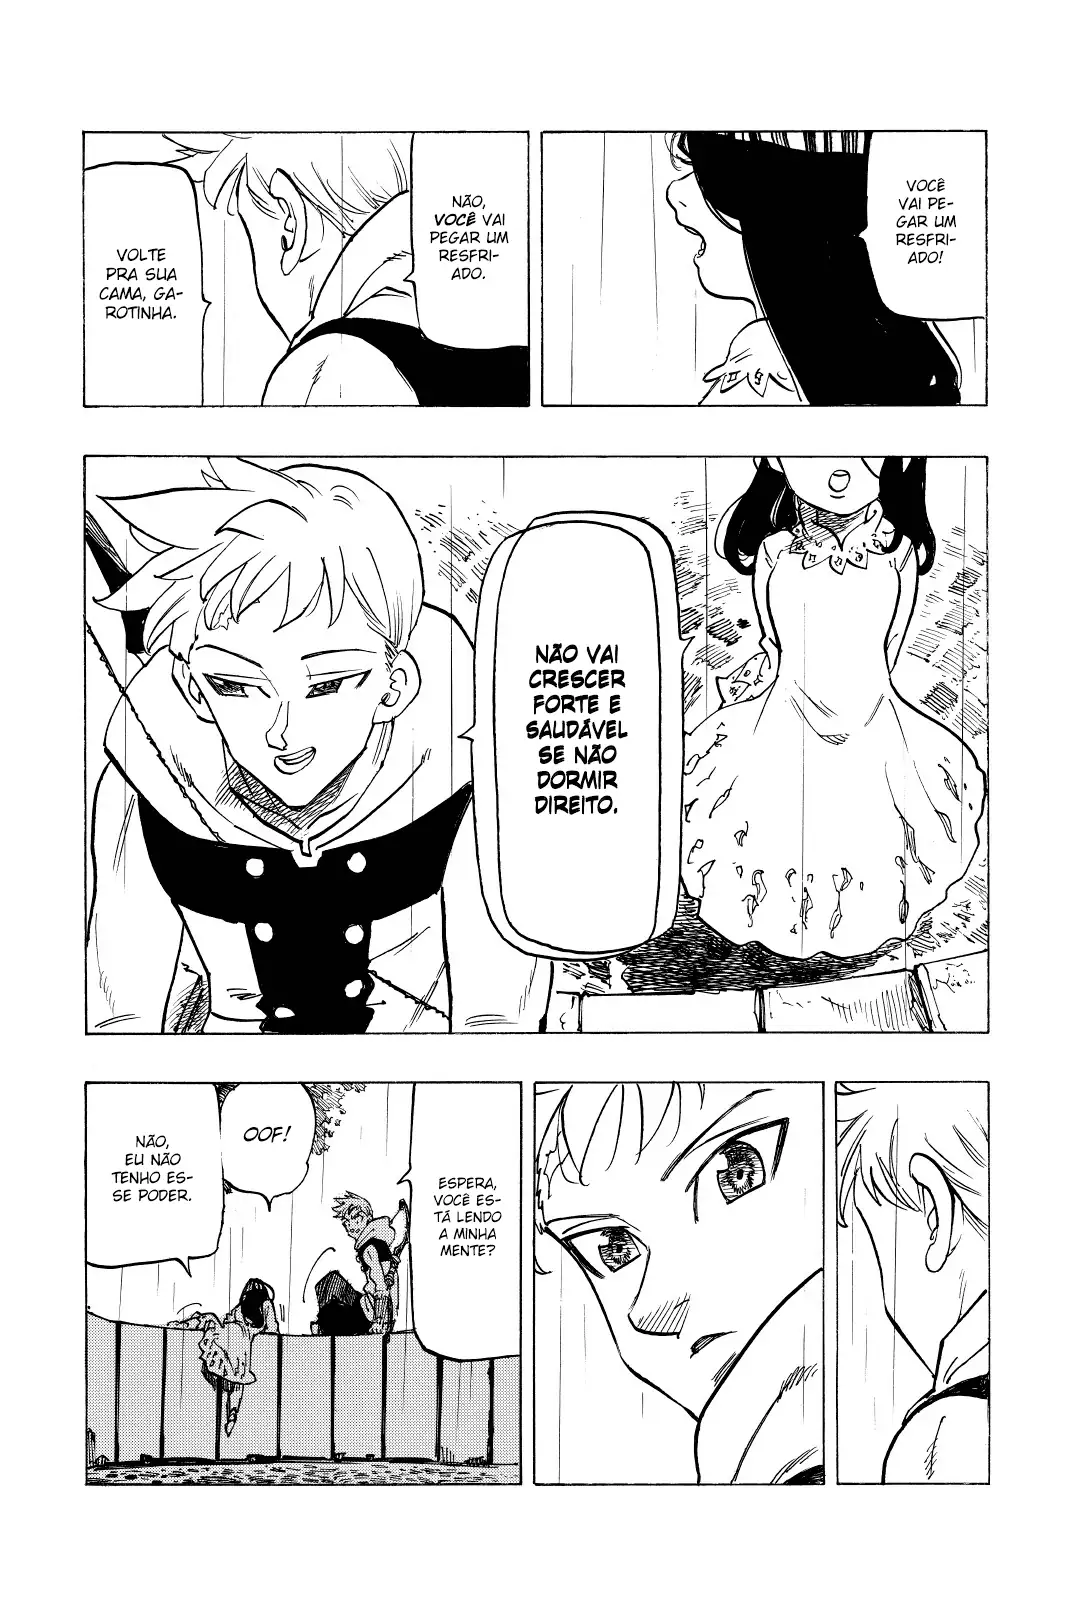 VOCÊ
VAI PE-
GAR UM
RESFRI-
ADO!
NÃO,
VOCÊ VAI
PEGAR UM
RESFRI-
ADO.
VOLTE
PRA SUA
CAMA, GA-
ROTINHA.
NÃO VAI
CRESCER
FORTE E
SAUDÁVEL
SE NÃO
DORMIR
DIREITO.
ESPERA,
VOCÊ ES-
TÁ LENDO
A MINHA
MENTE?
OOF!
NÃO,
EU NÃO
TENHO ES-
SE PODER.